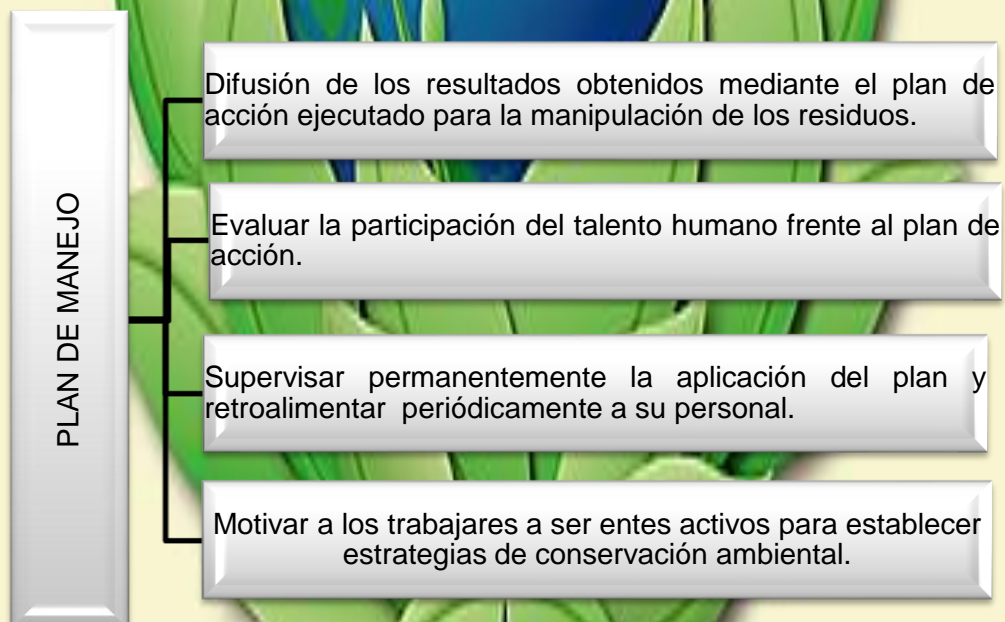 PLAN DE MANEJO
Difusión de los resultados obtenidos mediante el plan de
acción ejecutado para la manipulación de los residuos.
Evaluar la participación del talento humano frente al plan de
acción.
Supervisar permanentemente la aplicación del plan y
retroalimentar periódicamente a su personal.
Motivar a los trabajares a ser entes activos para establecer
estrategias de conservación ambiental.